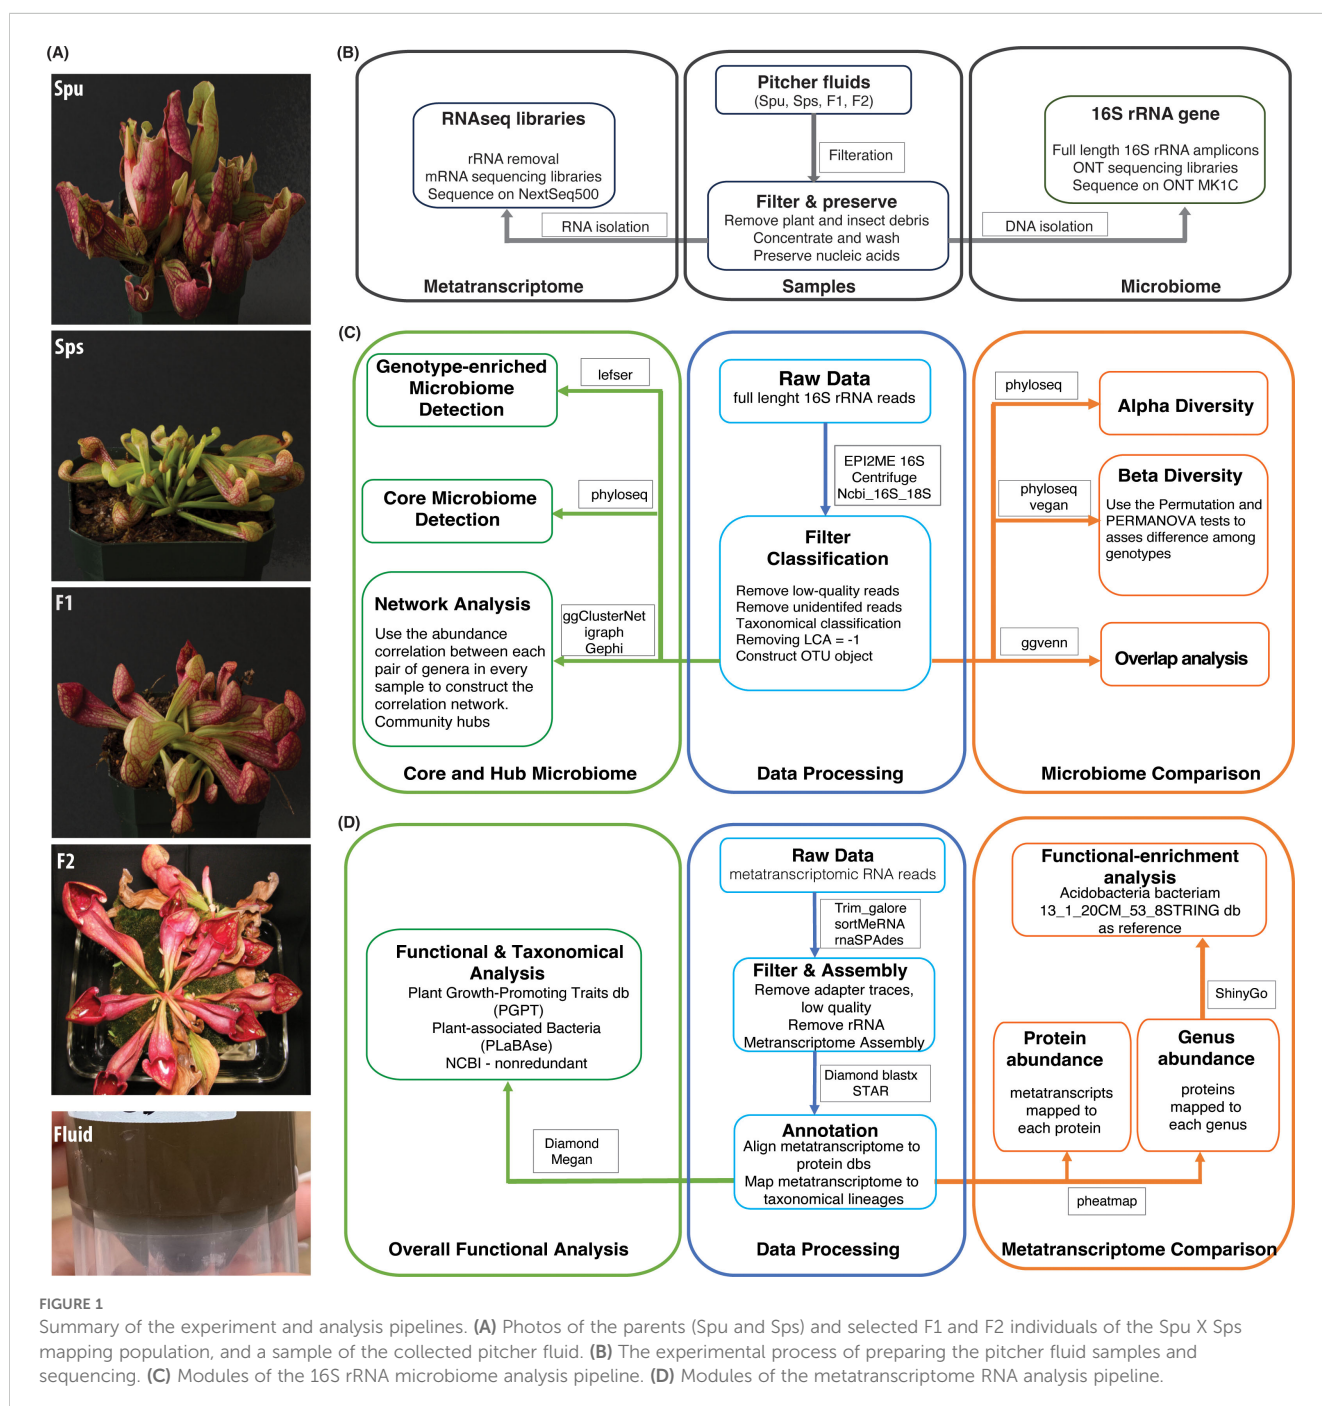 (A)
Spu
Sps
F1
F2
Fluid
(B)
RNAseq libraries
rRNA removal
mRNA sequencing libraries
Sequence on NextSeq500
RNA isolation
Metatranscriptome
Pitcher fluids
(Spu, Sps, F1, F2)
Filteration
Filter & preserve
Remove plant and insect debris
Concentrate and wash
Preserve nucleic acids
Samples
16S rRNA gene
Full length 16S rRNA amplicons
ONT sequencing libraries
Sequence on ONT MK1C
DNA isolation
Microbiome
(C)
Genotype-enriched
Microbiome
Detection
lefser
Core Microbiome
Detection
phyloseq
Network Analysis
Use the abundance
correlation between each
pair of genera in every
sample to construct the
correlation network.
Community hubs
ggClusterNet
igraph
Gephi
Core and Hub Microbiome
Raw Data
full lenght 16S rRNA reads
EPI2ME 16S
Centrifuge
Ncbi_16S_18S
Filter
Classification
Remove low-quality reads
Remove unidentifed reads
Taxonomical classification
Removing LCA = -1
Construct OTU object
Data Processing
phyloseq
Alpha Diversity
phyloseq
vegan
Beta Diversity
Use the Permutation and
PERMANOVA tests to
asses difference among
genotypes
ggvenn
Overlap analysis
Microbiome Comparison
(D)
Functional & Taxonomical
Analysis
Plant Growth-Promoting Traits db
(PGPT)
Plant-associated Bacteria
(PLaBAse)
NCBI - nonredundant
Diamond
Megan
Overall Functional Analysis
Raw Data
metatranscriptomic RNA reads
Trim_galore
sortMeRNA
rnaSPAdes
Filter & Assembly
Remove adapter traces,
low quality
Remove rRNA
Metranscriptome Assembly
Diamond blastx
STAR
Annotation
Align metatranscriptome to
protein dbs
Map metatranscriptome to
taxonomical lineages
Data Processing
Functional-enrichment
analysis
Acidobacteria bacteriam
13_1_20CM_53_8STRING db
as reference
ShinyGo
Protein
abundance
metatranscripts
mapped to
each protein
Genus
abundance
proteins
mapped to
each genus
pheatmap
Metatranscriptome Comparison
FIGURE 1
Summary of the experiment and analysis pipelines. (A) Photos of the parents (Spu and Sps) and selected F1 and F2 individuals of the Spu X Sps
mapping population, and a sample of the collected pitcher fluid. (B) The experimental process of preparing the pitcher fluid samples and
sequencing. (C) Modules of the 16S rRNA microbiome analysis pipeline. (D) Modules of the metatranscriptome RNA analysis pipeline.